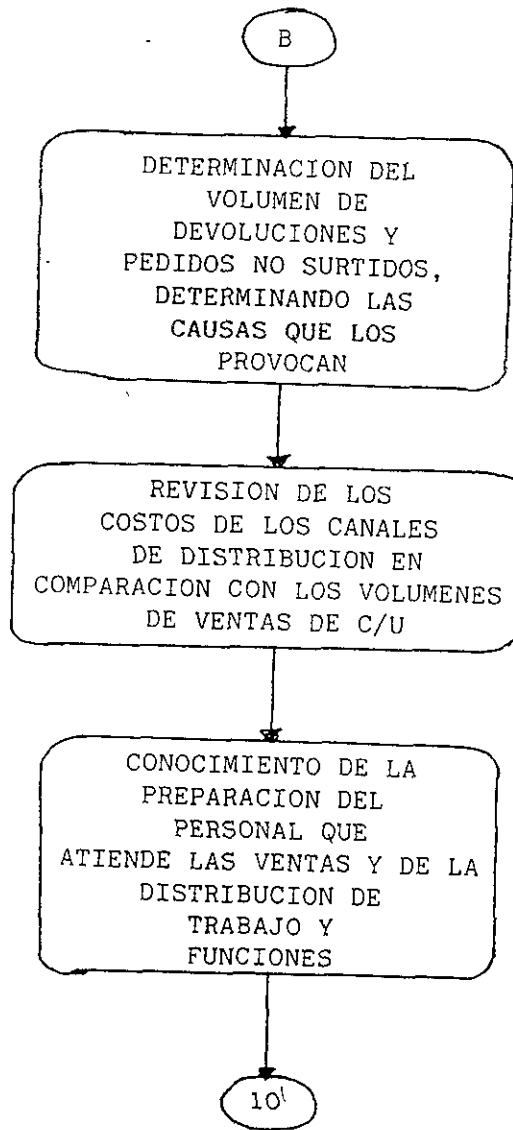 B
DETERMINACION DEL
VOLUMEN DE
DEVOLUCIONES Y
PEDIDOS NO SURTIDOS,
DETERMINANDO LAS
CAUSAS QUE LOS
PROVOCAN
REVISION DE LOS
COSTOS DE LOS CANALES
DE DISTRIBUCION EN
COMPARACION CON LOS VOLUMENES
DE VENTAS DE C/U
CONOCIMIENTO DE LA
PREPARACION DEL
PERSONAL QUE
ATIENDE LAS VENTAS Y DE LA
DISTRIBUCION DE
TRABAJO Y
FUNCIONES
10